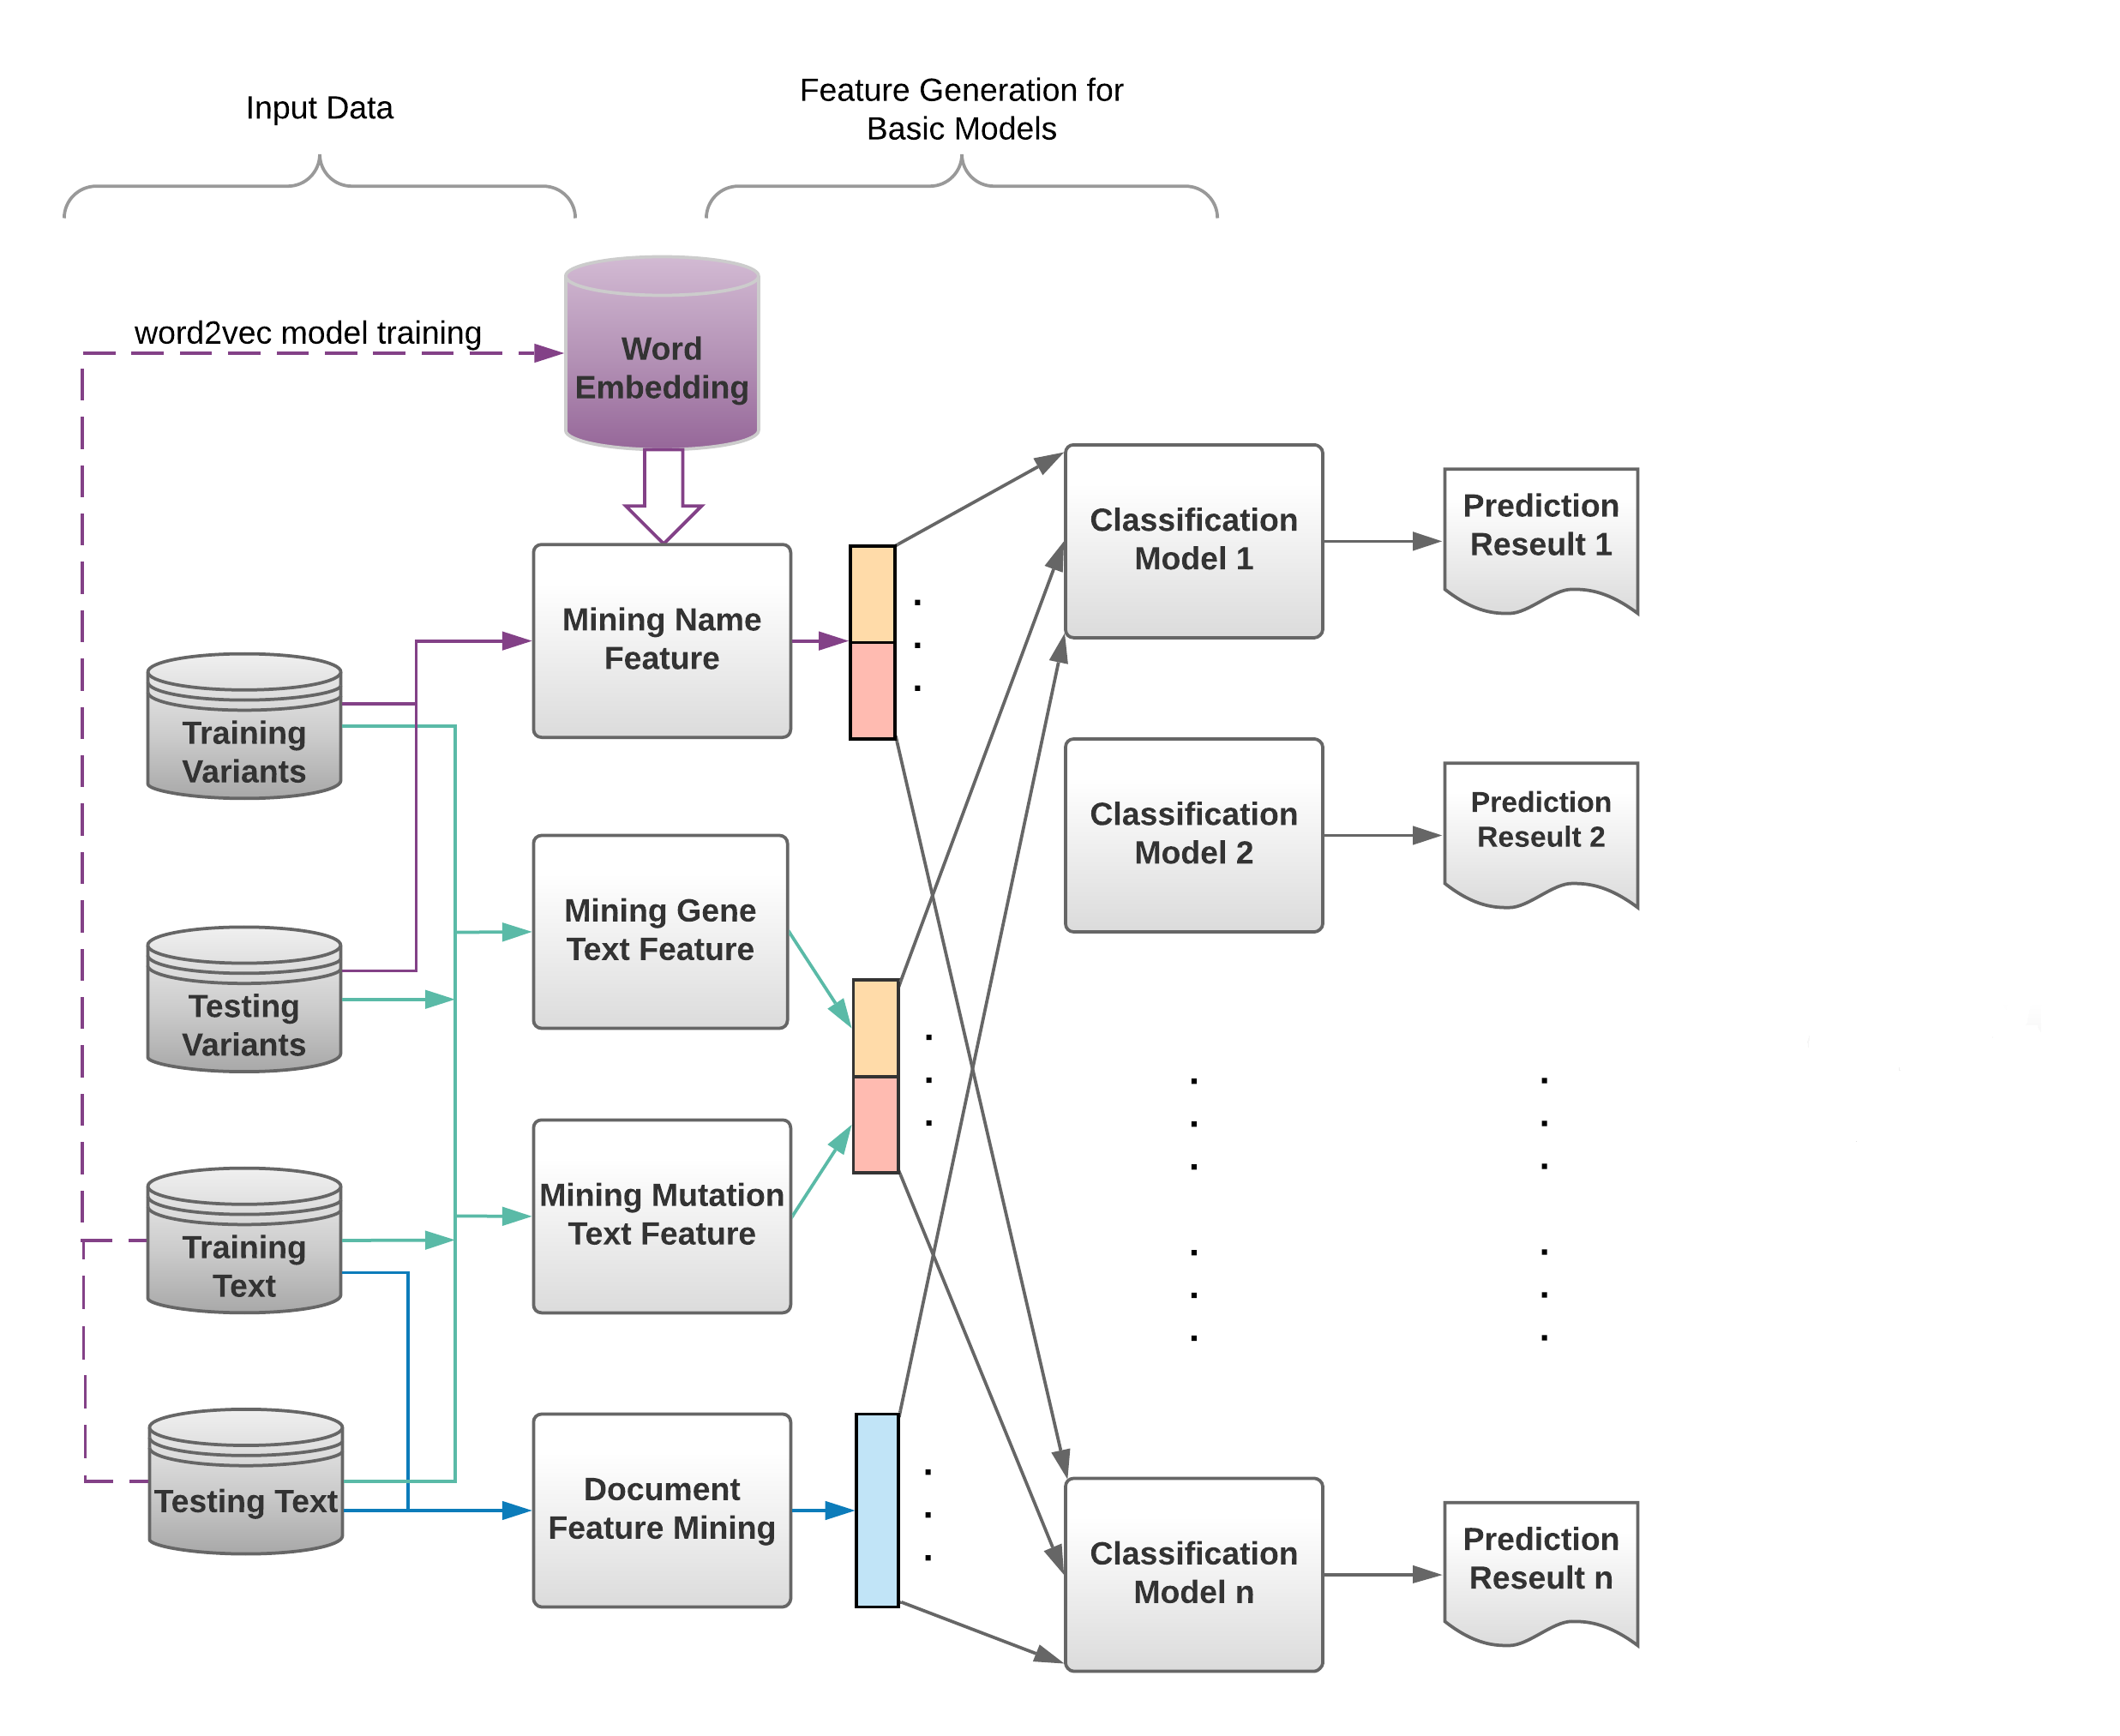 Input Data
Feature Generation for
Basic Models
word2vec model training
Word
Embedding
Mining Name
Feature
Training
Variants
Mining Gene
Text Feature
Testing
Variants
Mining Mutation
Text Feature
Training
Text
Document
Feature Mining
Testing Text
Classification
Model 1
Prediction
Reseult 1
Classification
Model 2
Prediction
Reseult 2
Classification
Model n
Prediction
Reseult n